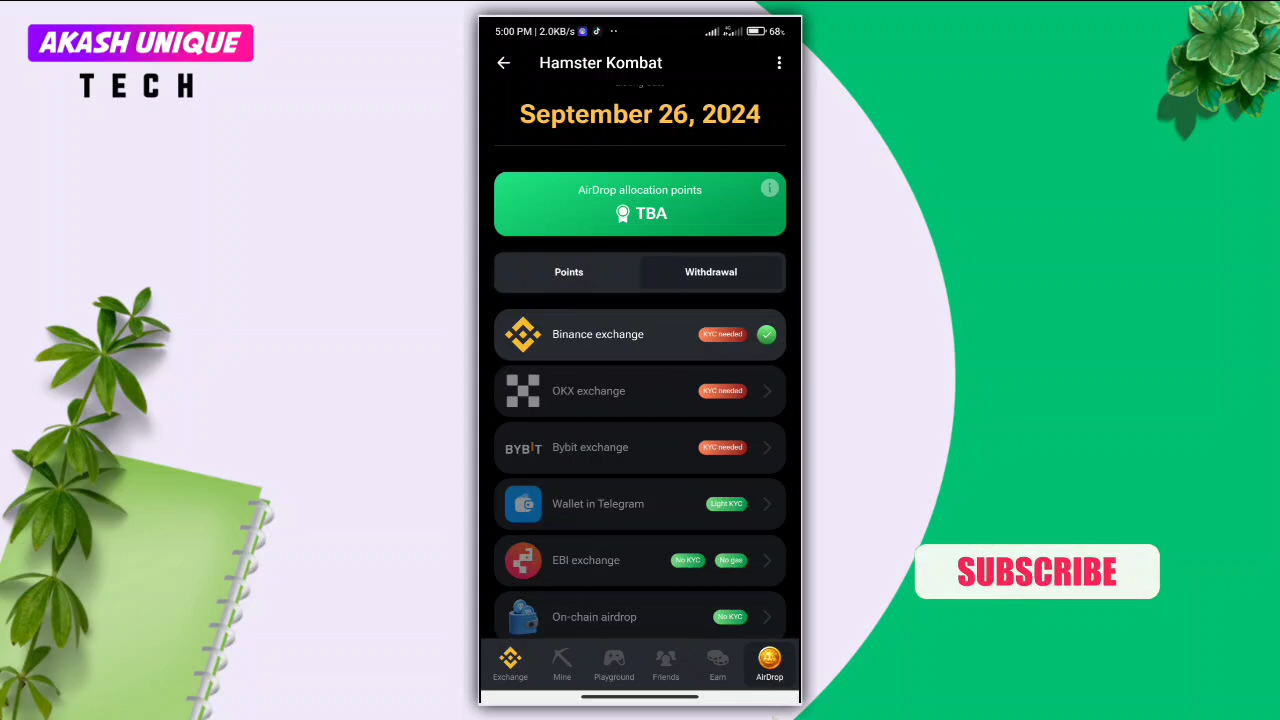 AKASH UNIQUE
TECH
5:00 PM | 2.0KB/s
4G
68%
Hamster Kombat
September 26, 2024
AirDrop allocation points
TBA
Points
Withdrawal
Binance exchange
KYC needed
OKX exchange
KYC needed
BYBIT
Bybit exchange
KYC needed
Wallet in Telegram
Light KYC
EBI exchange
No KYC
No gas
On-chain airdrop
No KYC
Exchange
Mine
Playground
Friends
Earn
AirDrop
SUBSCRIBE